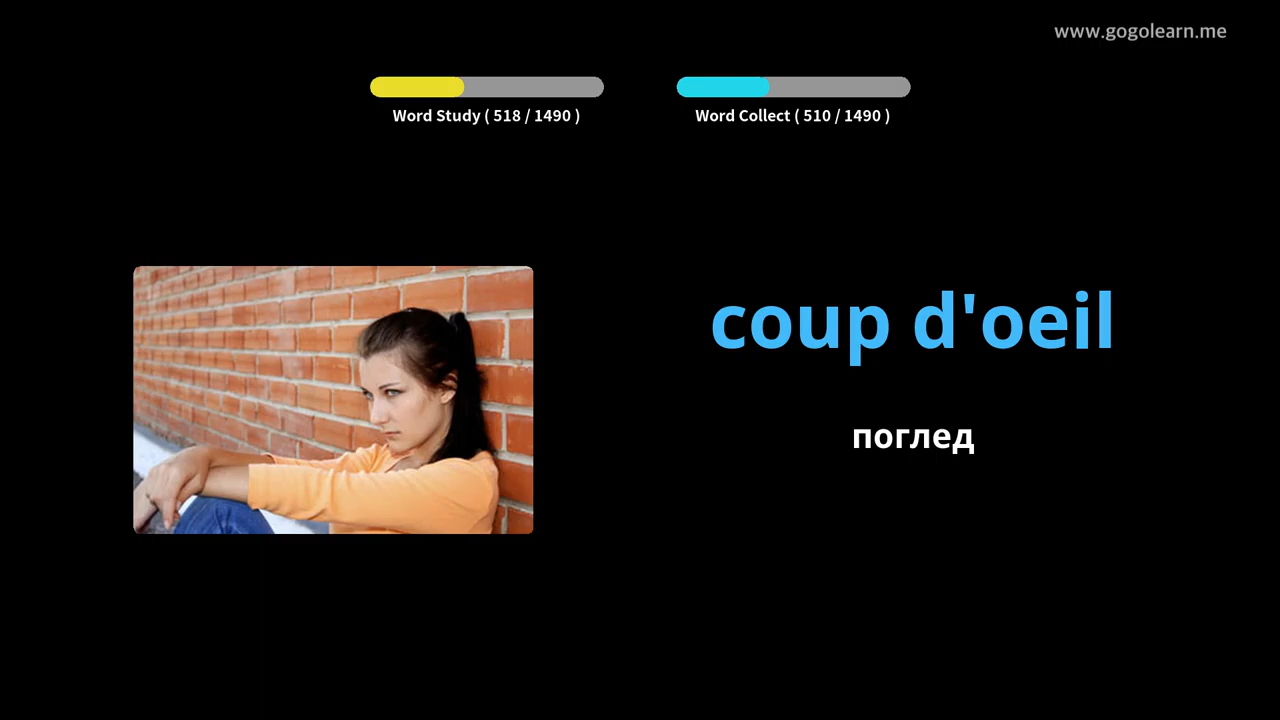 www.gogolearn.me
Word Study ( 518 / 1490 )
Word Collect ( 510 / 1490 )
coup d'oeil
поглед